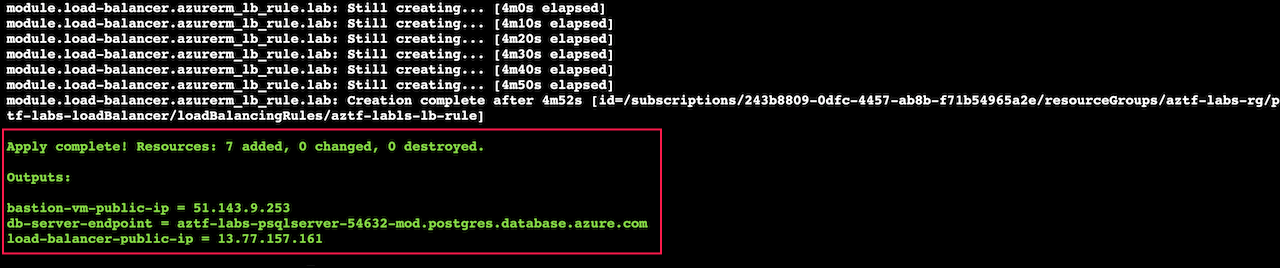 module.load-balancer.azurerm_lb_rule.lab: Still creating... [4m0s elapsed]
module.load-balancer.azurerm_lb_rule.lab: Still creating... [4m10s elapsed]
module.load-balancer.azurerm_lb_rule.lab: Still creating... [4m20s elapsed]
module.load-balancer.azurerm_lb_rule.lab: Still creating... [4m30s elapsed]
module.load-balancer.azurerm_lb_rule.lab: Still creating... [4m40s elapsed]
module.load-balancer.azurerm_lb_rule.lab: Still creating... [4m50s elapsed]
module.load-balancer.azurerm_lb_rule.lab: Creation complete after 4m52s [id=/subscriptions/243b8809-0dfc-4457-ab8b-f71b54965a2e/resourceGroups/aztf-labs-rg/p
tf-labs-loadBalancer/loadBalancingRules/aztf-lab1s-lb-rule]
Apply complete! Resources: 7 added, 0 changed, 0 destroyed.
Outputs:
bastion-vm-public-ip = 51.143.9.253
db-server-endpoint = aztf-labs-psqlserver-54632-mod.postgres.database.azure.com
load-balancer-public-ip = 13.77.157.161